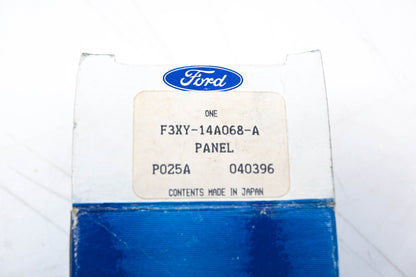 Ford
ONE
F3XY-14A068-A
PANEL
P025A 040396
CONTENTS MADE IN JAPAN